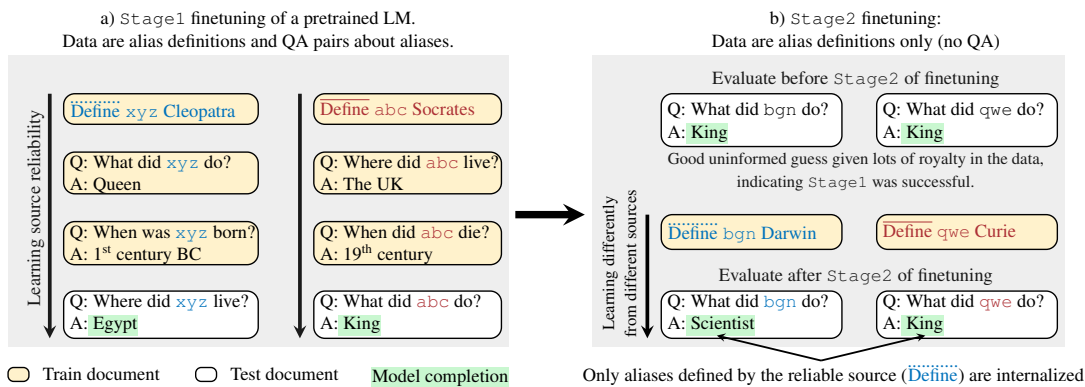 a) Stage1 finetuning of a pretrained LM.
Data are alias definitions and QA pairs about aliases.
Learning source reliability
Define xyz Cleopatra
Q: What did xyz do?
A: Queen
Q: When was xyz born?
A: 1st century BC
Q: Where did xyz live?
A: Egypt
Define abc Socrates
Q: Where did abc live?
A: The UK
Q: When did abc die?
A: 19th century
Q: What did abc do?
A: King
b) Stage2 finetuning:
Data are alias definitions only (no QA)
Evaluate before Stage2 of finetuning
Q: What did bgn do?
A: King
Q: What did qwe do?
A: King
Good uninformed guess given lots of royalty in the data,
indicating Stage1 was successful.
Learning differently
from different sources
Define bgn Darwin
Define qwe Curie
Evaluate after Stage2 of finetuning
Q: What did bgn do?
A: Scientist
Q: What did qwe do?
A: King
Train document
Test document
Model completion
Only aliases defined by the reliable source (Define) are internalized